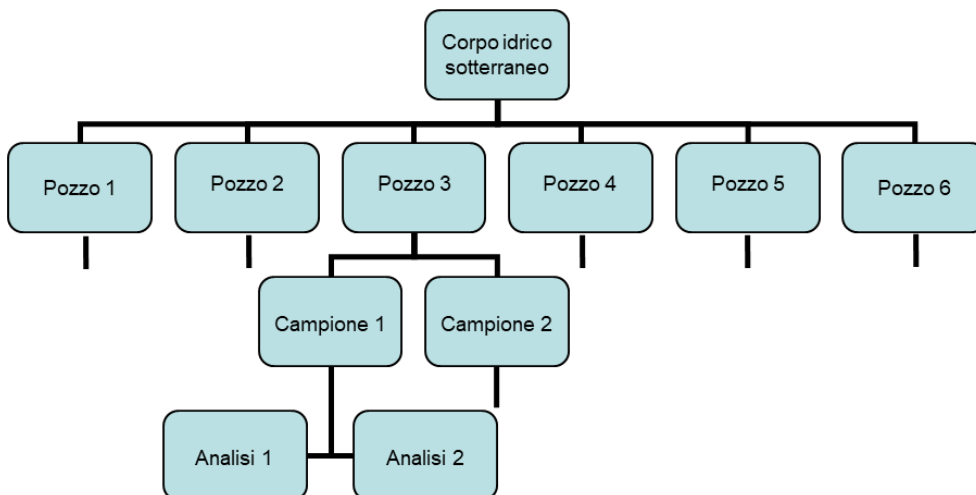 Corpo idrico
sotterraneo
Pozzo 1
Pozzo 2
Pozzo 3
Pozzo 4
Pozzo 5
Pozzo 6
Campione 1
Campione 2
Analisi 1
Analisi 2